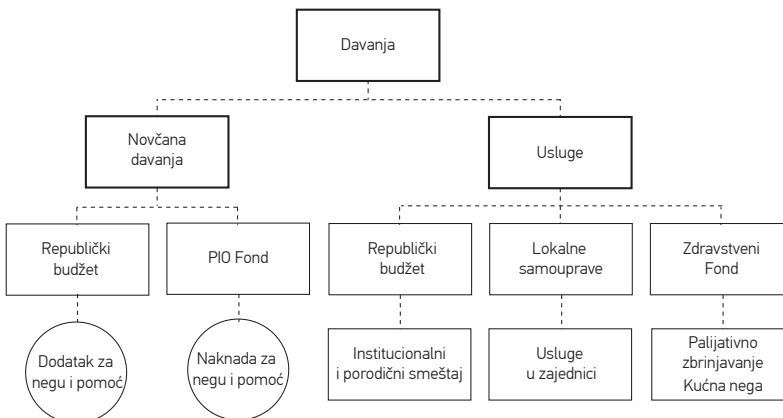 Davanja
Novčana
davanja
Usluge
Republički
budžet
PIO Fond
Republički
budžet
Lokalne
samouprave
Zdravstveni
Fond
Dodatak za
negu i pomoć
Naknada za
negu i pomoć
Institucionalni
i porodični smeštaj
Usluge
u zajednici
Palijativno
zbrinjavanje
Kućna nega